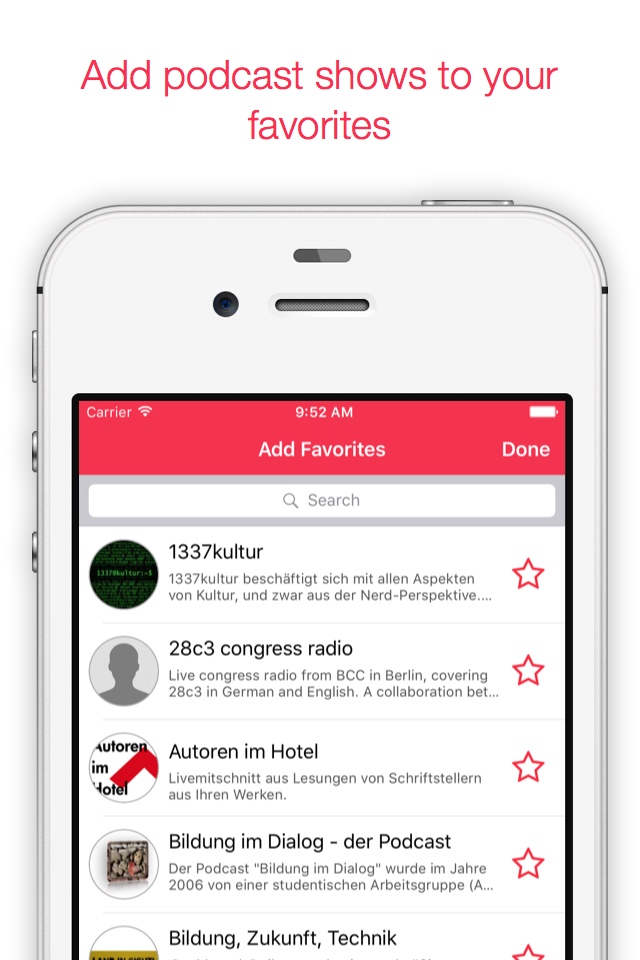 Add podcast shows to your
favorites
Carrier
9:52 AM
Add Favorites
Done
Search
1337kultur
1337kultur beschäftigt sich mit allen Aspekten
von Kultur, und zwar aus der Nerd-Perspektive....
28c3 congress radio
Live congress radio from BCC in Berlin, covering
28c3 in German and English. A collaboration bet...
Autoren
im
Hotel
Autoren im Hotel
Livemitschnitt aus Lesungen von Schriftstellern
aus Ihren Werken.
Bildung im Dialog - der Podcast
Der Podcast "Bildung im Dialog" wurde im Jahre
2006 von einer studentischen Arbeitsgruppe (A...
Bildung, Zukunft, Technik